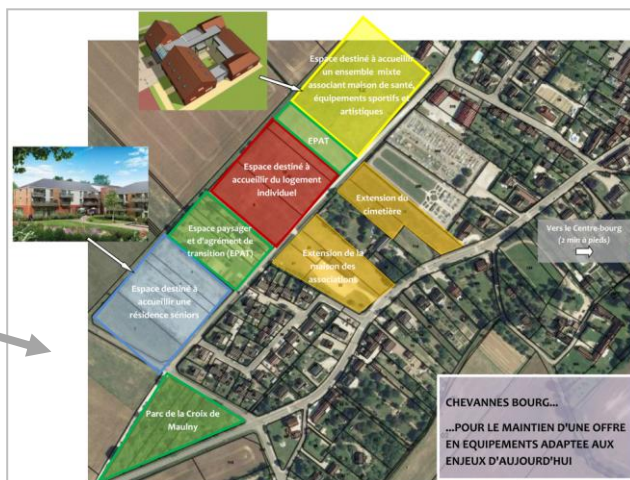 Espace destiné à accueillir
un ensemble mixte
associant maison de santé,
équipements sportifs et
artistiques
EPAT
Espace destiné à
accueillir du logement
individuel
Extension du
cimetière
Espace paysager
et d'agrément de
transition (EPAT)
Vers le Centre-bourg
(2 min à pieds)
Extension de la
maison des
associations
Espace destiné à
accueillir une
résidence séniors
Parc de la Croix de
Maulny
CHEVANNES BOURG...
...POUR LE MAINTIEN D'UNE OFFRE
EN EQUIPEMENTS ADAPTEE AUX
ENJEUX D'AUJOURD'HUI